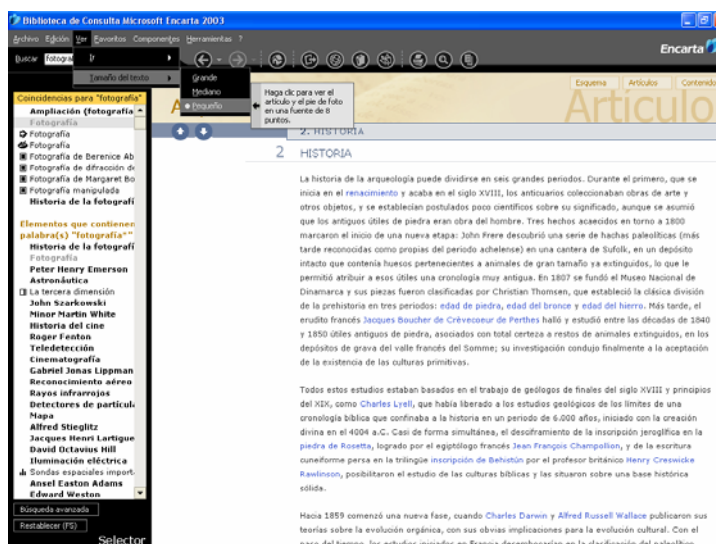 Biblioteca de Consulta Microsoft Encarta 2003
Archivo Edición Ver Favoritos Componentes Herramientas ?
Encarta
Buscar fotogra
Ir
Tamaño del texto
Grande
Mediano
Pequeño
Haga clic para ver el
artículo y el pie de foto
en una fuente de 8
puntos.
Esquema Artículos Contenido
Artículo
Coincidencias para "fotografía"
Ampliación (fotografía
Fotografía
Fotografía
Fotografía
Fotografía de Berenice Ab
Fotografía de difracción de
Fotografía de Margaret Bo
Fotografía manipulada
Historia de la fotografí
Elementos que contienen
palabra(s) "fotografía*"
Historia de la fotografí
Fotografía
Peter Henry Emerson
Astronáutica
La tercera dimensión
John Szarkowski
Minor Martin White
Historia del cine
Roger Fenton
Teledetección
Cinematografía
Gabriel Jonas Lippman
Reconocimiento aéreo
Rayos infrarrojos
Detectores de partícula
Mapa
Alfred Stieglitz
Jacques Henri Lartigue
David Octavius Hill
Iluminación eléctrica
Sondas espaciales import
Ansel Easton Adams
Edward Weston
Búsqueda avanzada
Restablecer (F5)
Selector
2. HISTORIA
2 HISTORIA
La historia de la arqueología puede dividirse en seis grandes periodos. Durante el primero, que se
inicia en el renacimiento y acaba en el siglo XVIII, los anticuarios coleccionaban obras de arte y
otros objetos, y se establecían postulados poco científicos sobre su significado, aunque se asumió
que los antiguos útiles de piedra eran obra del hombre. Tres hechos acaecidos en torno a 1800
marcaron el inicio de una nueva etapa: John Frere descubrió una serie de hachas paleolíticas (más
tarde reconocidas como propias del periodo achelense) en una cantera de Sufolk, en un depósito
intacto que contenía huesos pertenecientes a animales de gran tamaño ya extinguidos, lo que le
permitió atribuir a esos útiles una cronología muy antigua. En 1807 se fundó el Museo Nacional de
Dinamarca y sus piezas fueron clasificadas por Christian Thomsen, que estableció la clásica división
de la prehistoria en tres periodos: edad de piedra, edad del bronce y edad del hierro. Más tarde, el
erudito francés Jacques Boucher de Crèvecoeur de Perthes halló y estudió entre las décadas de 1840
y 1850 útiles antiguos de piedra, asociados con total certeza a restos de animales extinguidos, en los
depósitos de grava del valle francés del Somme; su investigación condujo finalmente a la aceptación
de la existencia de las culturas primitivas.
Todos estos estudios estaban basados en el trabajo de geólogos de finales del siglo XVIII y principios
del XIX, como Charles Lyell, que había liberado a los estudios geológicos de los límites de una
cronología bíblica que confinaba a la historia en un periodo de 6.000 años, iniciado con la creación
divina en el 4004 a.C. Casi de forma simultánea, el desciframiento de la inscripción jeroglífica en la
piedra de Rosetta, logrado por el egiptólogo francés Jean François Champollion, y de la escritura
cuneiforme persa en la trilingüe inscripción de Behistún por el profesor británico Henry Creswicke
Rawlinson, posibilitaron el estudio de las culturas bíblicas y las situaron sobre una base histórica
sólida.
Hacia 1859 comenzó una nueva fase, cuando Charles Darwin y Alfred Russell Wallace publicaron sus
teorías sobre la evolución orgánica, con sus obvias implicaciones para la evolución cultural. Con el
paso del tiempo, los estudios iniciados en Francia desembocarían en la clasificación del paleolítico